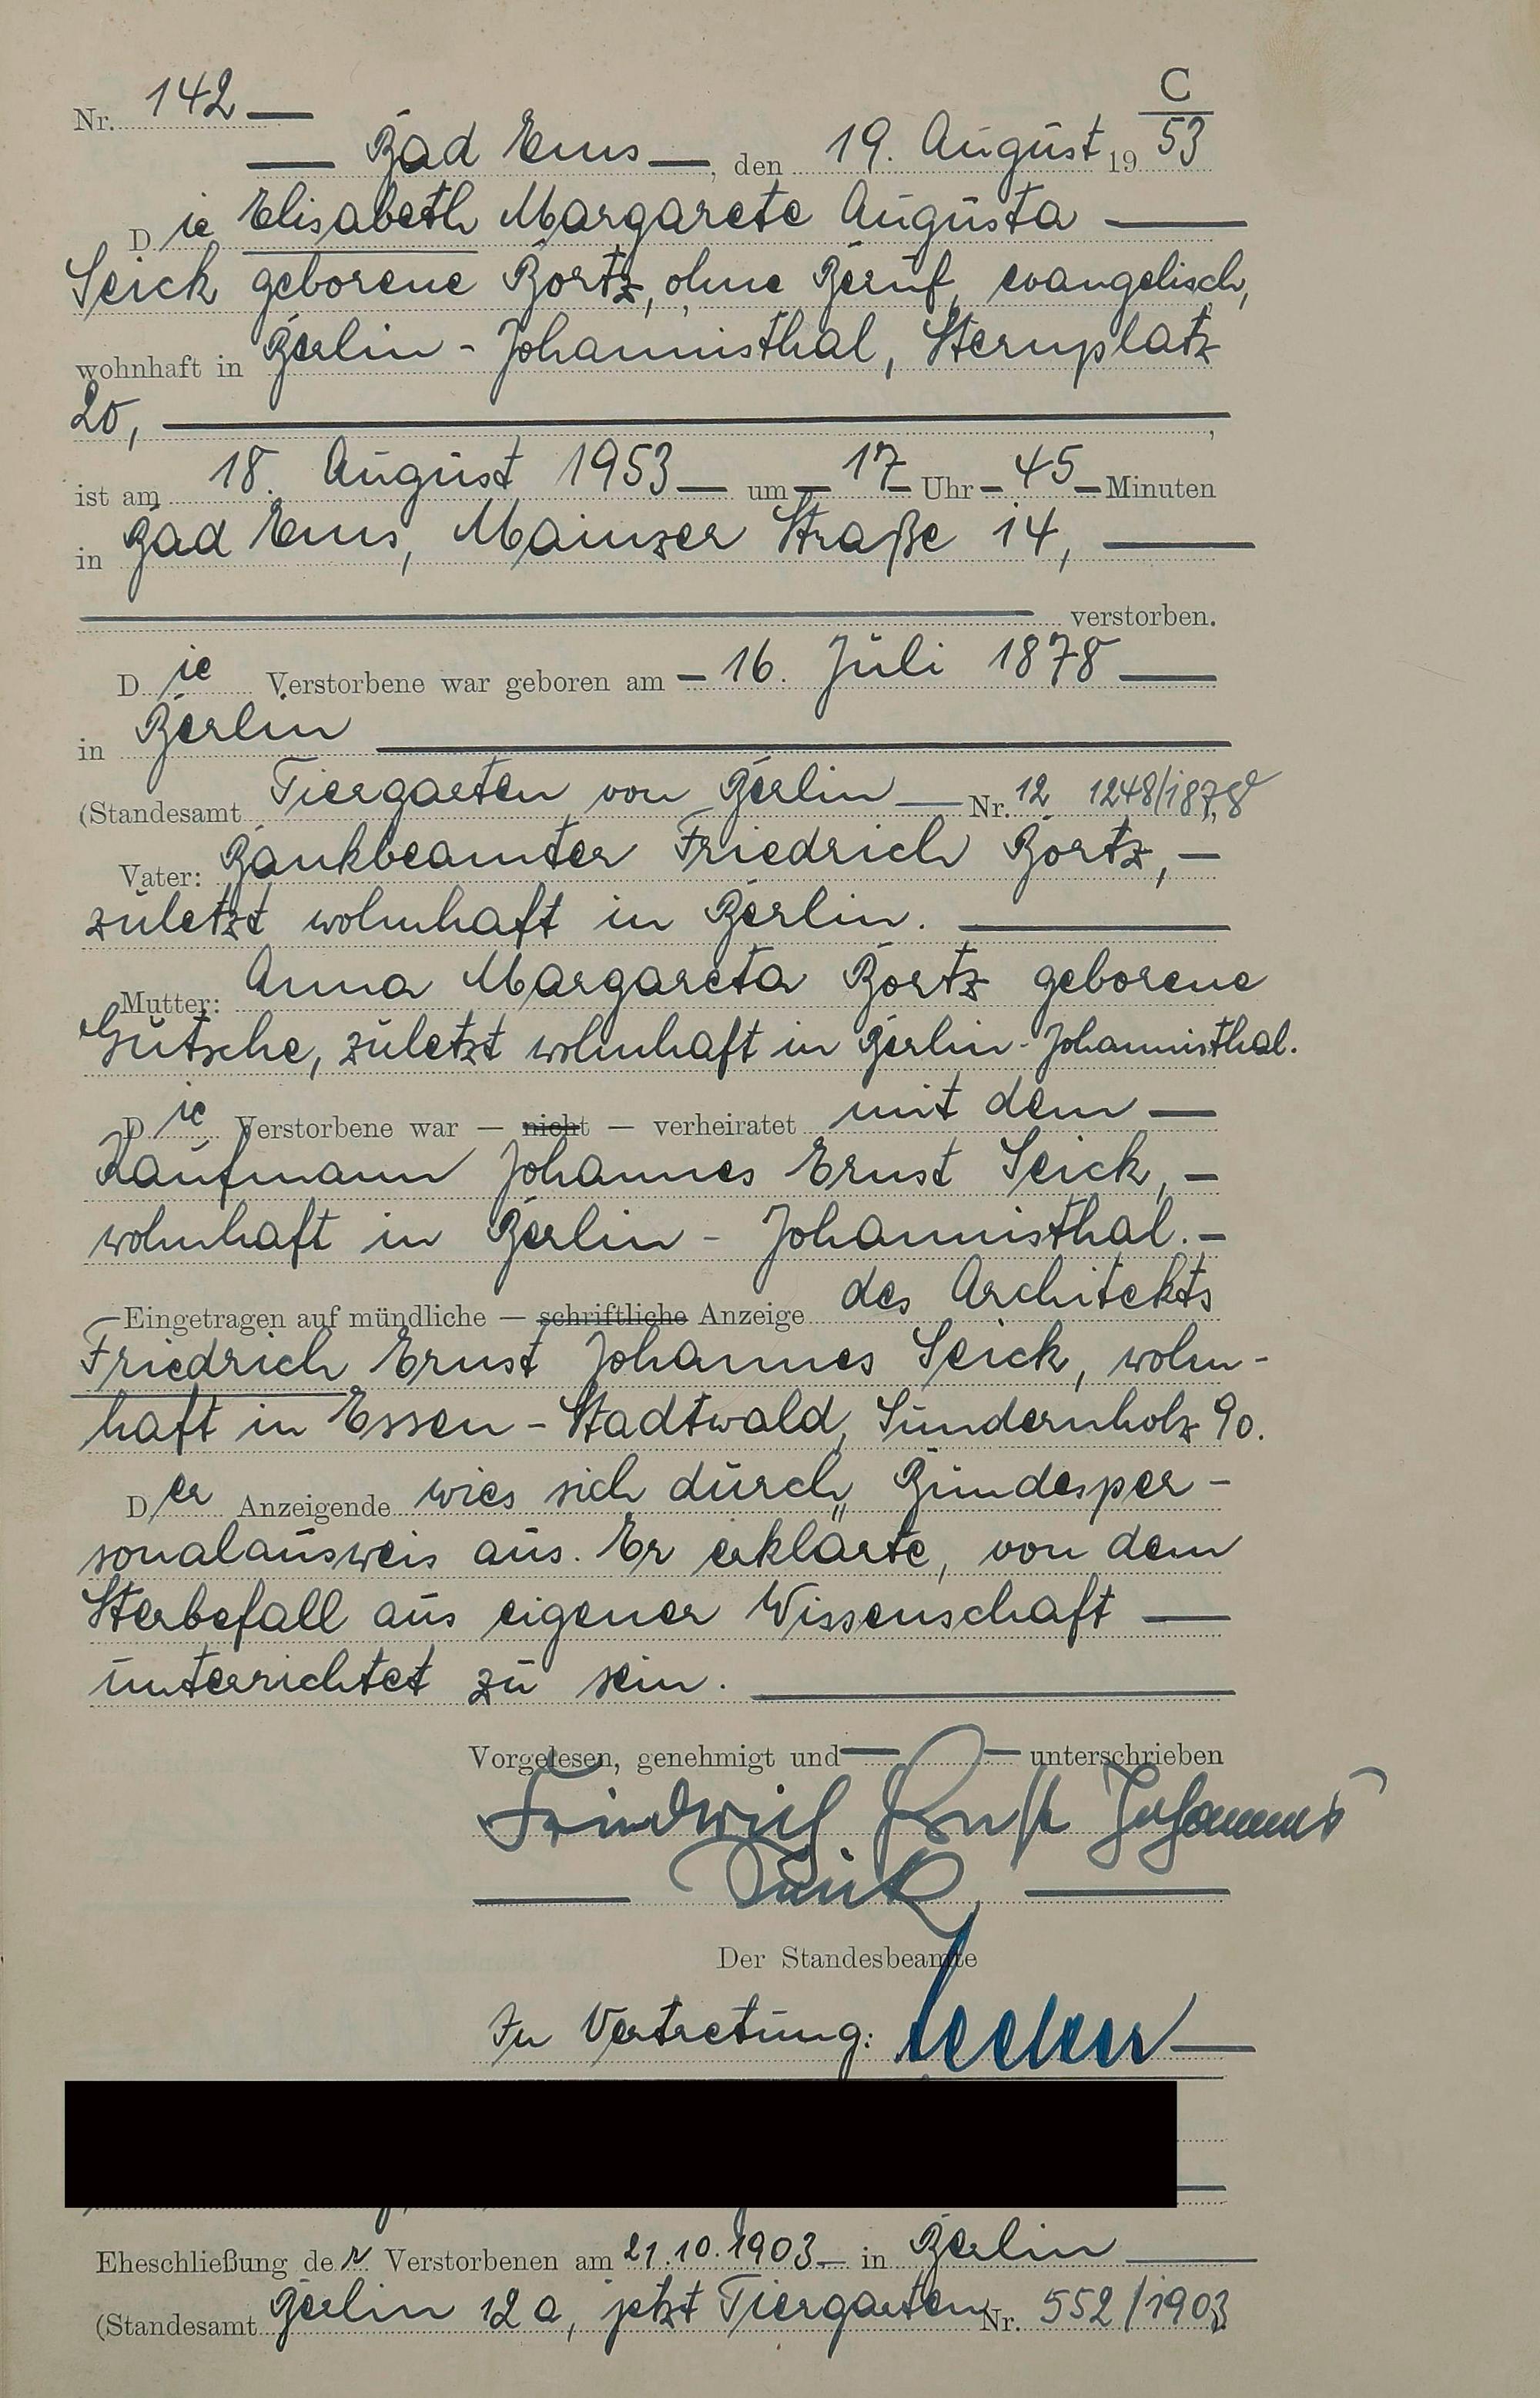 C
Nr. 142 —
— Bad Ems —, den 19. August 19 53
Die Elisabeth Margarete Augusta —
Seick geborene Bortz, ohne Beruf, evangelisch,
wohnhaft in Berlin - Johannisthal, Sternplatz
20, —,
ist am 18. August 1953 — um — 17 — Uhr — 45 — Minuten
in Bad Ems, Mainzer Straße 14, —
— verstorben.
Die Verstorbene war geboren am — 16. Juli 1878 —
in Berlin —
(Standesamt Tiergarten von Berlin — Nr. 12 1248/1878
Vater: Bankbeamter Friedrich Bortz, —
zuletzt wohnhaft in Berlin. —
Mutter: Anna Margareta Bortz geborene
Gutsche, zuletzt wohnhaft in Berlin-Johannisthal.
Die Verstorbene war — nicht — verheiratet mit dem —
Kaufmann Johannes Ernst Seick, —
wohnhaft in Berlin - Johannisthal. —
Eingetragen auf mündliche — schriftliche Anzeige des Architekts
Friedrich Ernst Johannes Seick, wohn-
haft in Essen - Stadtwald, Sundernholz 90.
Der Anzeigende wies sich durch Bundesper-
sonalausweis aus. Er erklärte, von dem
Sterbefall aus eigener Wissenschaft —
unterrichtet zu sein. —
Vorgelesen, genehmigt und — — unterschrieben
Friedrich Ernst Johannes
— Seick —
Der Standesbeamte
In Vertretung: —
Eheschließung der Verstorbenen am 21.10.1903 — in Berlin —
(Standesamt Berlin 12a, jetzt Tiergarten Nr. 552/1903